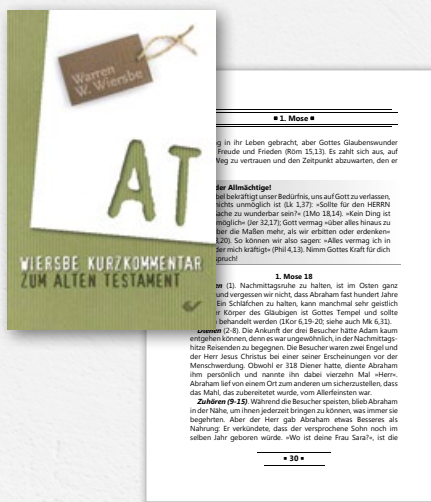 Warren
W. Wiersbe
AT
WIERSBE KURZKOMMENTAR
ZUM ALTEN TESTAMENT
▪ 1. Mose ▪
in ihr Leben gebracht, aber Gottes Glaubenswunder
Freude und Frieden (Röm 15,13). Es zahlt sich aus, auf
Weg zu vertrauen und den Zeitpunkt abzuwarten, den er
der Allmächtige!
bekräftigt unser Bedürfnis, uns auf Gott zu verlassen,
nichts unmöglich ist (Lk 1,37): »Sollte für den HERRN
Sache zu wunderbar sein?« (1Mo 18,14). »Kein Ding ist
(Jer 32,17); Gott vermag »über alles hinaus zu
über die Maßen mehr, als wir erbitten oder erdenken«
So können wir also sagen: »Alles vermag ich in
der mich kräftigt« (Phil 4,13). Nimm Gottes Kraft für dich
1. Mose 18
(1). Nachmittagsruhe zu halten, ist im Osten ganz
und vergessen wir nicht, dass Abraham fast hundert Jahre
Ein Schläfchen zu halten, kann manchmal sehr geistlich
Körper des Gläubigen ist Gottes Tempel und sollte
behandelt werden (1Kor 6,19-20; siehe auch Mk 6,31).
Dienen (2-8). Die Ankunft der drei Besucher hätte Adam kaum
entgehen können, denn es war ungewöhnlich, in der Nachmittags-
hitze Reisenden zu begegnen. Die Besucher waren zwei Engel und
der Herr Jesus Christus bei einer seiner Erscheinungen vor der
Menschwerdung. Obwohl er 318 Diener hatte, diente Abraham
ihm persönlich und nannte ihn dabei vierzehn Mal »Herr«.
Abraham lief von einem Ort zum anderen um sicherzustellen, dass
das Mahl, das zubereitet wurde, vom Allerfeinsten war.
Zuhören (9-15). Während die Besucher speisten, blieb Abraham
in der Nähe, um ihnen jederzeit bringen zu können, was immer sie
begehrten. Aber der Herr gab Abraham etwas Besseres als
Nahrung: Er verkündete, dass der versprochene Sohn noch im
selben Jahr geboren würde. »Wo ist deine Frau Sara?«, ist die
▪ 30 ▪